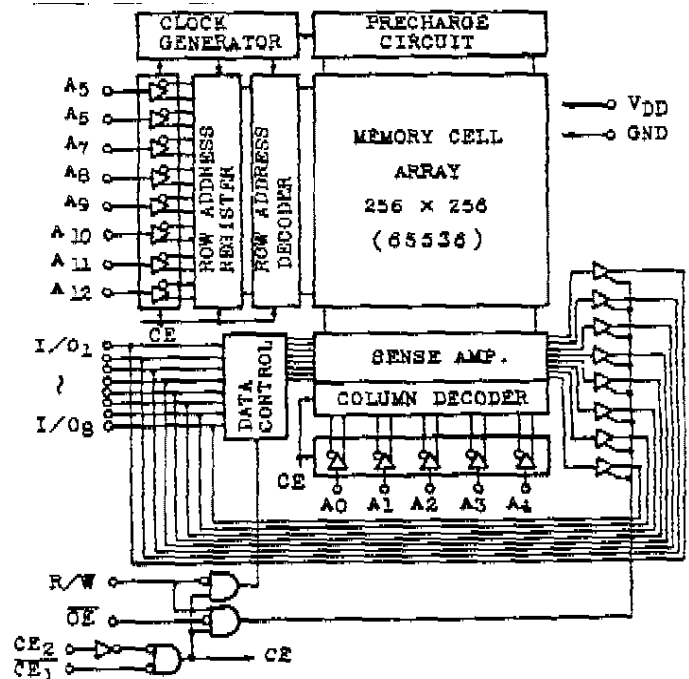 CLOCK
GENERATOR
PRECHARGE
CIRCUIT
A5
A6
A7
A8
A9
A10
A11
A12
ROW ADDRESS
REGISTER
ROW ADDRESS
DECODER
MEMORY CELL
ARRAY
256 × 256
(65536)
VDD
GND
CE
I/O1
~
I/O8
DATA
CONTROL
SENSE AMP.
COLUMN DECODER
CE
A0 A1 A2 A3 A4
R/W
OE
CE2
CE1
CE